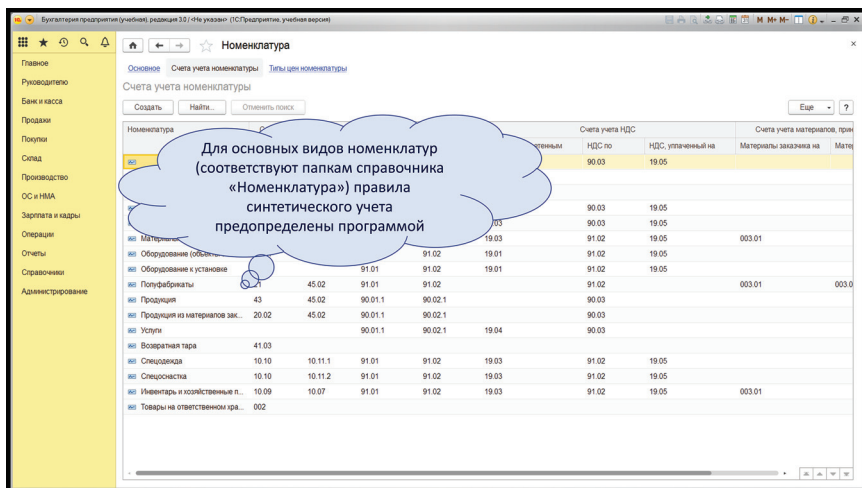 Бухгалтерия предприятия (учебная), редакция 3.0 / <Не указан> (1С:Предприятие, учебная версия)
M M+ M-
Главное
Руководителю
Банк и касса
Продажи
Покупки
Склад
Производство
ОС и НМА
Зарплата и кадры
Операции
Отчеты
Справочники
Администрирование
Номенклатура
Основное Счета учета номенклатуры Типы цен номенклатуры
Счета учета номенклатуры
Создать Найти... Отменить поиск Еще ?
Номенклатура Счета учета НДС Счета учета материалов, прин
НДС по НДС, уплаченный на Материалы заказчика на Матер
Для основных видов номенклатур
(соответствуют папкам справочника
«Номенклатура») правила
синтетического учета
предопределены программой
90.03 19.05
90.03 19.05
90.03 19.05
19.03 91.02 19.05 003.01
Оборудование 91.02 19.01 91.02 19.05
Оборудование к установке 91.01 91.02 19.01 91.02 19.05
Полуфабрикаты 45.02 91.01 91.02 91.02 003.01 003.0
Продукция 43 45.02 90.01.1 90.02.1 90.03
Продукция из материалов зак... 20.02 45.02 90.01.1 90.02.1 90.03
Услуги 90.01.1 90.02.1 19.04 90.03
Возвратная тара 41.03
Спецодежда 10.10 10.11.1 91.01 91.02 19.03 91.02 19.05
Спецоснастка 10.10 10.11.2 91.01 91.02 19.03 91.02 19.05
Инвентарь и хозяйственные п... 10.09 10.07 91.01 91.02 19.03 91.02 19.05 003.01
Товары на ответственном хра... 002